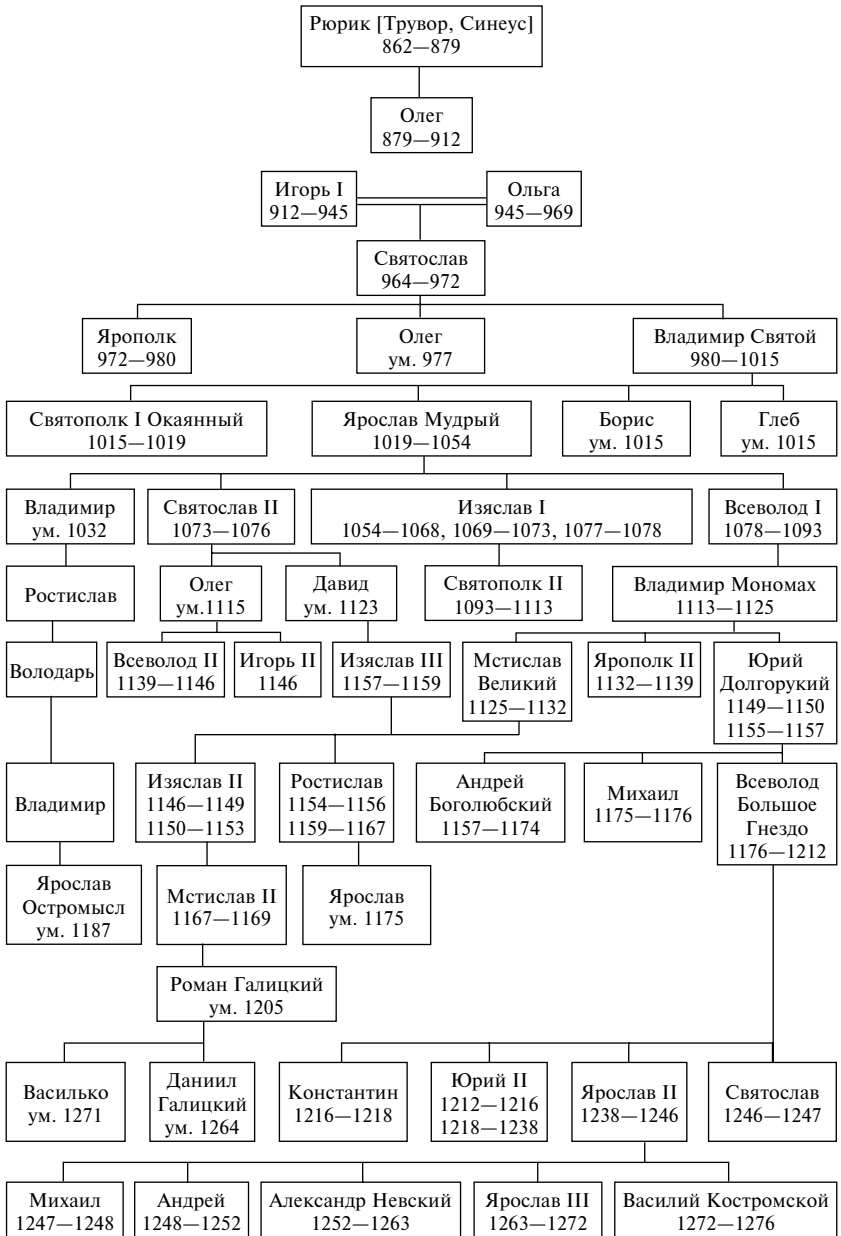 Рюрик [Трувор, Синеус]
862—879
Олег
879—912
Игорь I
912—945
Ольга
945—969
Святослав
964—972
Ярополк
972—980
Олег
ум. 977
Владимир Святой
980—1015
Святополк I Окаянный
1015—1019
Ярослав Мудрый
1019—1054
Борис
ум. 1015
Глеб
ум. 1015
Владимир
ум. 1032
Святослав II
1073—1076
Изяслав I
1054—1068, 1069—1073, 1077—1078
Всеволод I
1078—1093
Ростислав
Олег
ум.1115
Давид
ум. 1123
Святополк II
1093—1113
Владимир Мономах
1113—1125
Володарь
Всеволод II
1139—1146
Игорь II
1146
Изяслав III
1157—1159
Мстислав
Великий
1125—1132
Ярополк II
1132—1139
Юрий
Долгорукий
1149—1150
1155—1157
Владимир
Изяслав II
1146—1149
1150—1153
Ростислав
1154—1156
1159—1167
Андрей
Боголюбский
1157—1174
Михаил
1175—1176
Всеволод
Большое
Гнездо
1176—1212
Ярослав
Остромысл
ум. 1187
Мстислав II
1167—1169
Ярослав
ум. 1175
Роман Галицкий
ум. 1205
Василько
ум. 1271
Даниил
Галицкий
ум. 1264
Константин
1216—1218
Юрий II
1212—1216
1218—1238
Ярослав II
1238—1246
Святослав
1246—1247
Михаил
1247—1248
Андрей
1248—1252
Александр Невский
1252—1263
Ярослав III
1263—1272
Василий Костромской
1272—1276